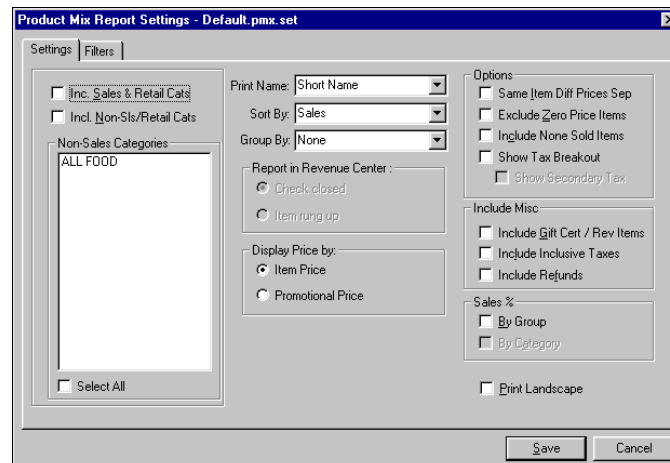 Product Mix Report Settings - Default.pmx.set
Settings
Filters
Inc. Sales & Retail Cats
Incl. Non-Sls/Retail Cats
Non-Sales Categories
ALL FOOD
Select All
Print Name: Short Name
Sort By: Sales
Group By: None
Report in Revenue Center :
Check closed
Item rung up
Display Price by:
Item Price
Promotional Price
Options
Same Item Diff Prices Sep
Exclude Zero Price Items
Include None Sold Items
Show Tax Breakout
Show Secondary Tax
Include Misc
Include Gift Cert / Rev Items
Include Inclusive Taxes
Include Refunds
Sales %
By Group
By Category
Print Landscape
Save
Cancel